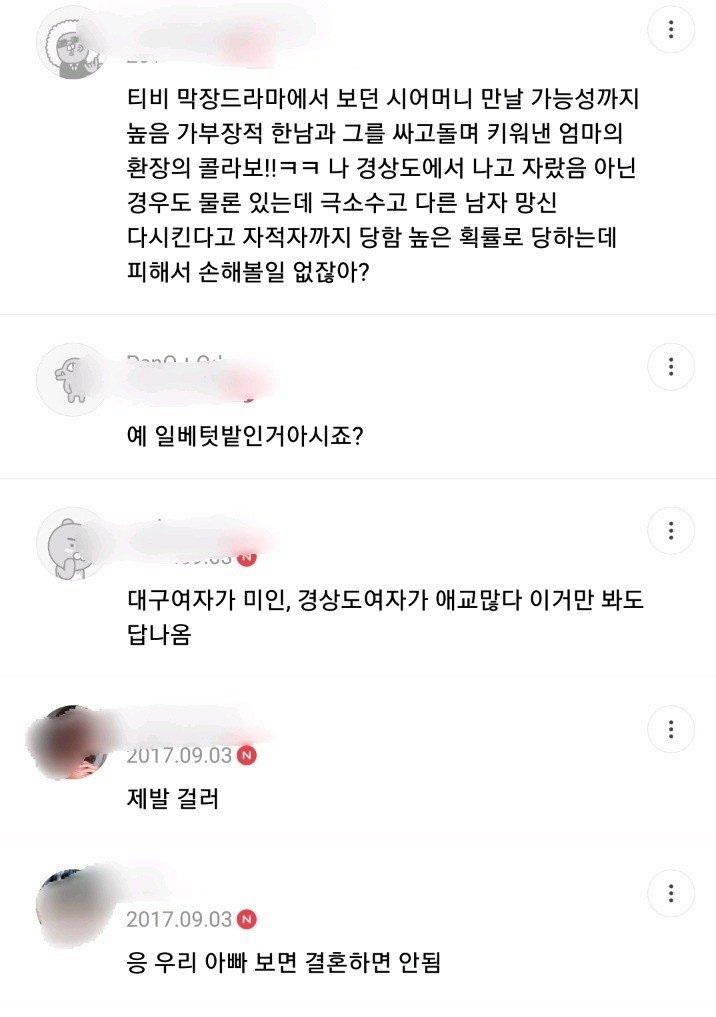 티비 막장드라마에서 보던 시어머니 만날 가능성까지
높음 가부장적 한남과 그를 싸고돌며 키워낸 엄마의
환장의 콜라보!!ㅋㅋ 나 경상도에서 나고 자랐음 아닌
경우도 물론 있는데 극소수고 다른 남자 망신
다시킨다고 자적자까지 당함 높은 획률로 당하는데
피해서 손해볼일 없잖아?
예 일베텃밭인거아시죠?
N
대구여자가 미인, 경상도여자가 애교많다 이거만 봐도
답나옴
2017.09.03 N
제발 걸러
2017.09.03 N
응 우리 아빠 보면 결혼하면 안됨